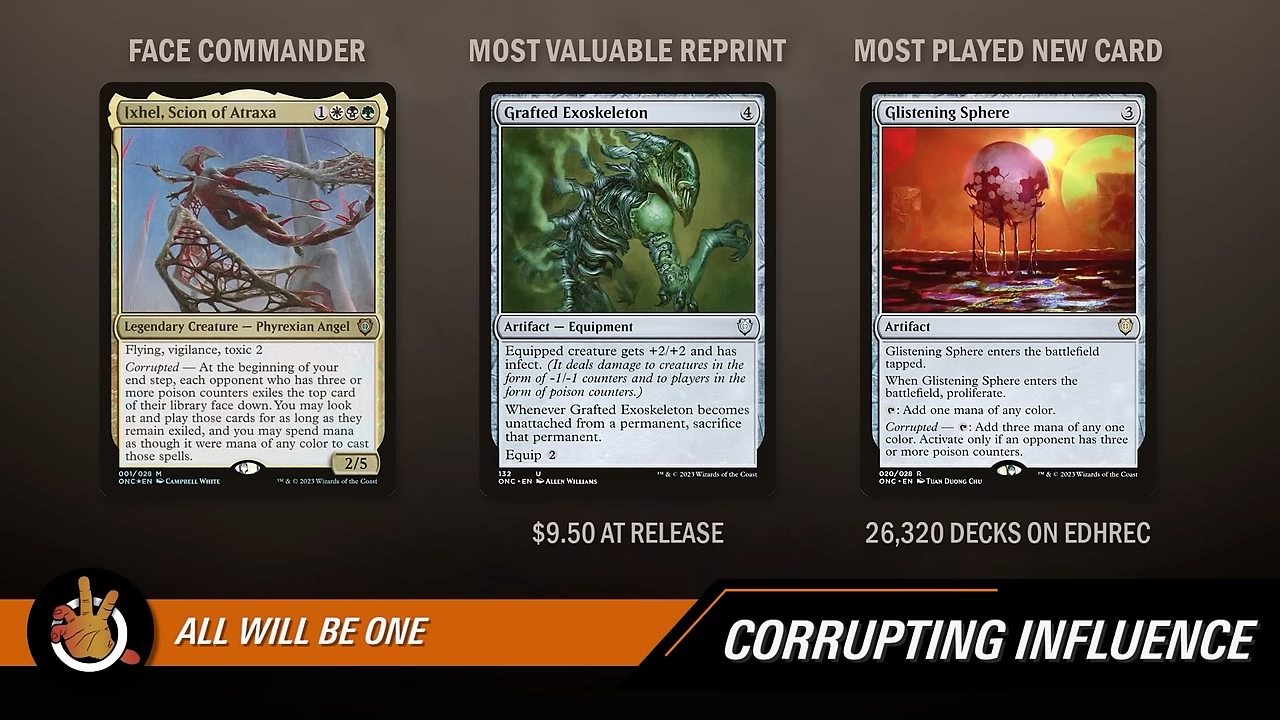 FACE COMMANDER
MOST VALUABLE REPRINT
MOST PLAYED NEW CARD
Ixhel, Scion of Atraxa
1
Legendary Creature — Phyrexian Angel
Flying, vigilance, toxic 2
Corrupted — At the beginning of your
end step, each opponent who has three or
more poison counters exiles the top card
of their library face down. You may look
at and play those cards for as long as they
remain exiled, and you may spend mana
as though it were mana of any color to cast
those spells.
2/5
001/028 M
ONC★EN CAMPBELL WHITE
™ & © 2023 Wizards of the Coast
Grafted Exoskeleton
4
Artifact — Equipment
Equipped creature gets +2/+2 and has
infect. (It deals damage to creatures in the
form of -1/-1 counters and to players in the
form of poison counters.)
Whenever Grafted Exoskeleton becomes
unattached from a permanent, sacrifice
that permanent.
Equip 2
132 U
ONC • EN ALLEN WILLIAMS
™ & © 2023 Wizards of the Coast
Glistening Sphere
3
Artifact
Glistening Sphere enters the battlefield
tapped.
When Glistening Sphere enters the
battlefield, proliferate.
: Add one mana of any color.
Corrupted — : Add three mana of any one
color. Activate only if an opponent has three
or more poison counters.
020/028 R
ONC • EN TUAN DUONG CHU
™ & © 2023 Wizards of the Coast
$9.50 AT RELEASE
26,320 DECKS ON EDHREC
ALL WILL BE ONE
CORRUPTING INFLUENCE